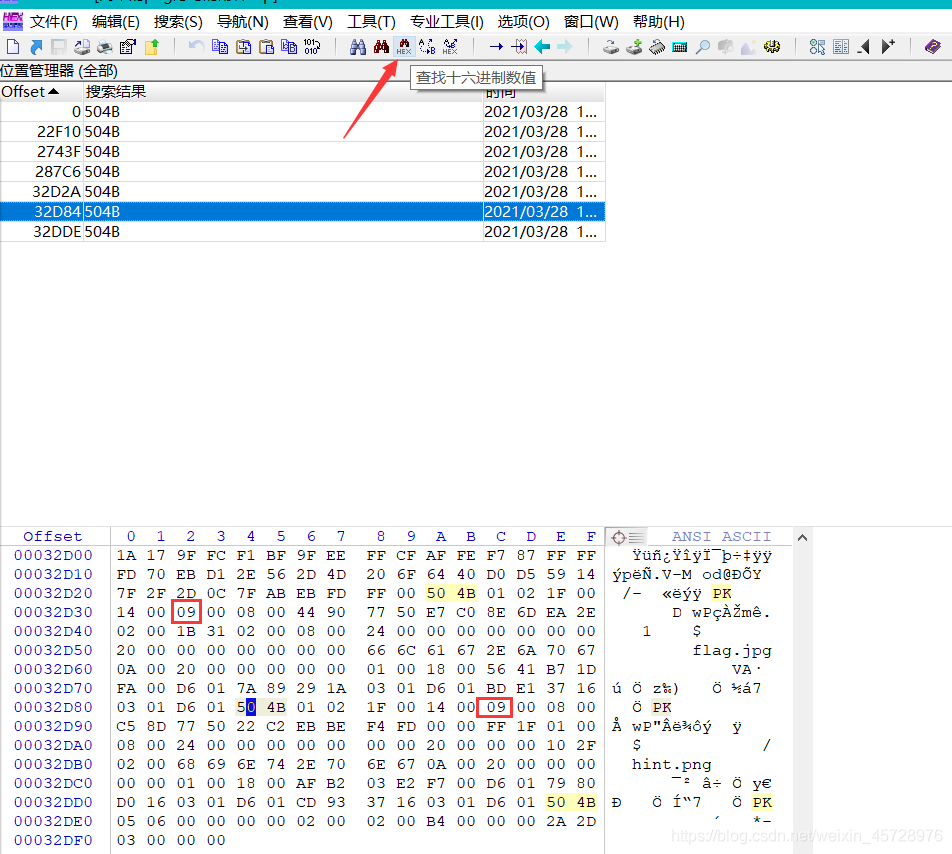 文件(F) 编辑(E) 搜索(S) 导航(N) 查看(V) 工具(T) 专业工具(I) 选项(O) 窗口(W) 帮助(H)
位置管理器 (全部)
查找十六进制数值
Offset 搜索结果 时间
0 504B 2021/03/28 1...
22F10 504B 2021/03/28 1...
2743F 504B 2021/03/28 1...
287C6 504B 2021/03/28 1...
32D2A 504B 2021/03/28 1...
32D84 504B 2021/03/28 1...
32DDE 504B 2021/03/28 1...
Offset 0 1 2 3 4 5 6 7 8 9 A B C D E F ANSI ASCII
00032D00 1A 17 9F FC F1 BF 9F EE FF CF AF FE F7 87 FF FF Ÿüñ¿ŸîÿÏ¯þ÷‡ÿÿ
00032D10 FD 70 EB D1 2E 56 2D 4D 20 6F 64 40 D0 D5 59 14 ýpëÑ.V-M od@ÐÕY
00032D20 7F 2F 2D 0C 7F AB EB FD FF 00 50 4B 01 02 1F 00 /- «ëýÿ PK
00032D30 14 00 09 00 08 00 44 90 77 50 E7 C0 8E 6D EA 2E D wPçÀŽmê.
00032D40 02 00 1B 31 02 00 08 00 24 00 00 00 00 00 00 00 1 $
00032D50 20 00 00 00 00 00 00 00 66 6C 61 67 2E 6A 70 67 flag.jpg
00032D60 0A 00 20 00 00 00 00 00 01 00 18 00 56 41 B7 1D VA·
00032D70 FA 00 D6 01 7A 89 29 1A 03 01 D6 01 BD E1 37 16 ú Ö z‰) Ö ½á7
00032D80 03 01 D6 01 50 4B 01 02 1F 00 14 00 09 00 08 00 Ö PK
00032D90 C5 8D 77 50 22 C2 EB BE F4 FD 00 00 FF 1F 01 00 Å wP"Âë¾ôý ÿ
00032DA0 08 00 24 00 00 00 00 00 00 00 20 00 00 00 10 2F $ /
00032DB0 02 00 68 69 6E 74 2E 70 6E 67 0A 00 20 00 00 00 hint.png
00032DC0 00 00 01 00 18 00 AF B2 03 E2 F7 00 D6 01 79 80 ¯² â÷ Ö y€
00032DD0 D0 16 03 01 D6 01 CD 93 37 16 03 01 D6 01 50 4B Ð Ö Í“7 Ö PK
00032DE0 05 06 00 00 00 00 02 00 02 00 B4 00 00 00 2A 2D ´ *-
00032DF0 03 00 00 00
https://blog.csdn.net/weixin_45728976